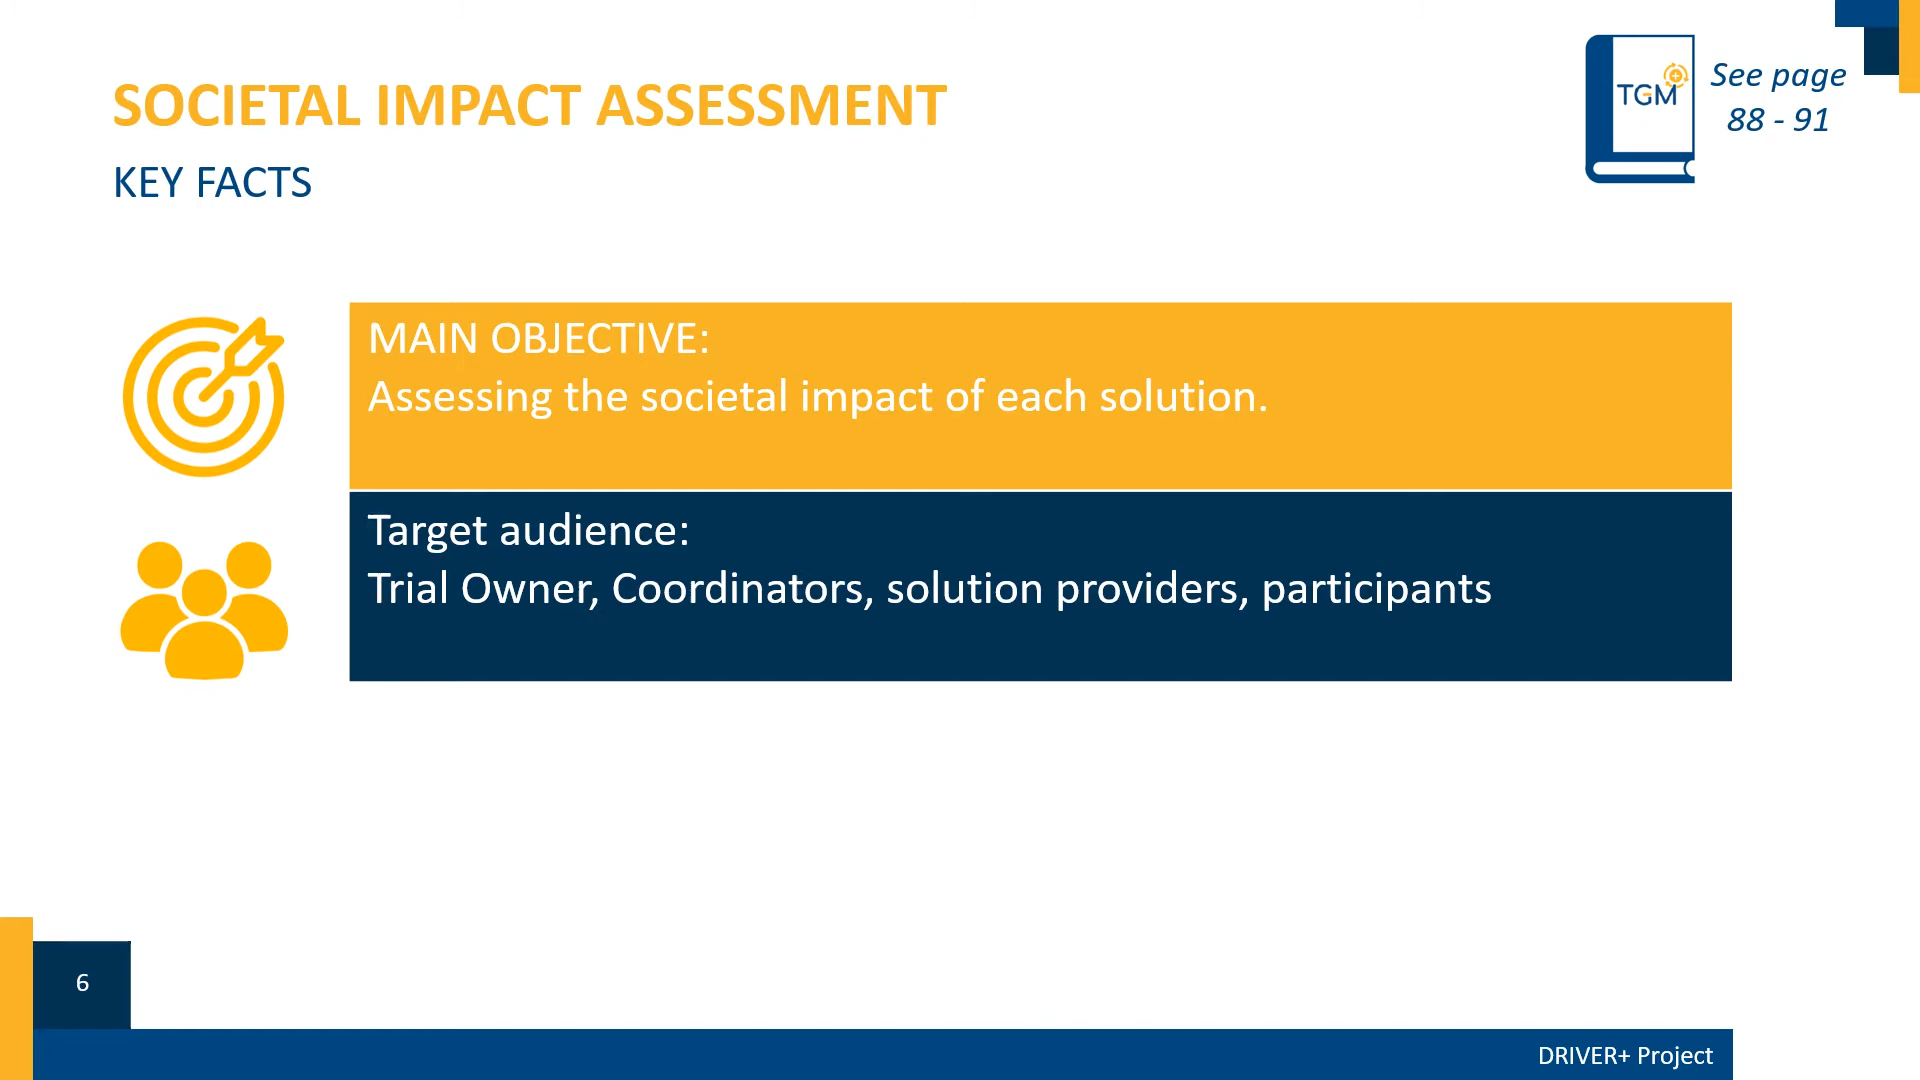 SOCIETAL IMPACT ASSESSMENT
KEY FACTS
TGM
See page
88 - 91
MAIN OBJECTIVE:
Assessing the societal impact of each solution.
Target audience:
Trial Owner, Coordinators, solution providers, participants
6
DRIVER+ Project